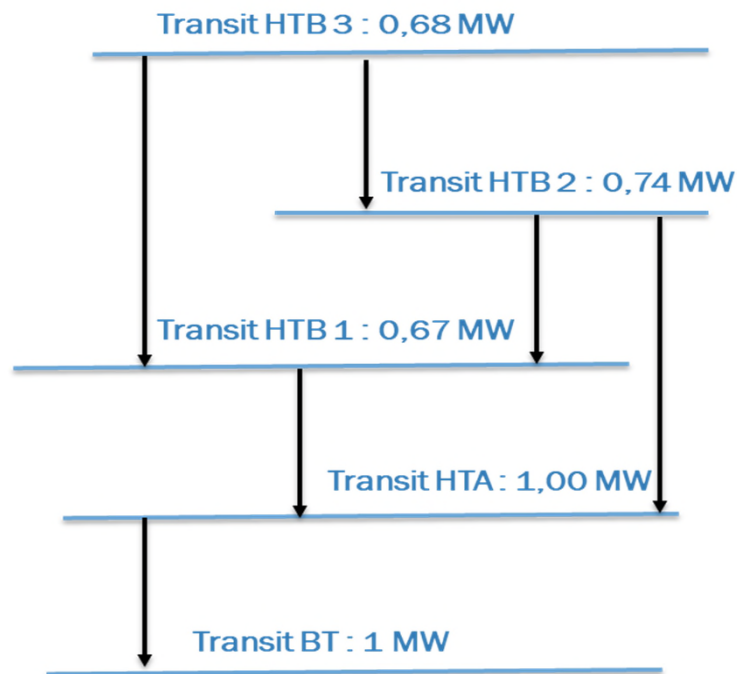 Transit HTB 3 : 0,68 MW
Transit HTB 2 : 0,74 MW
Transit HTB 1 : 0,67 MW
Transit HTA : 1,00 MW
Transit BT : 1 MW